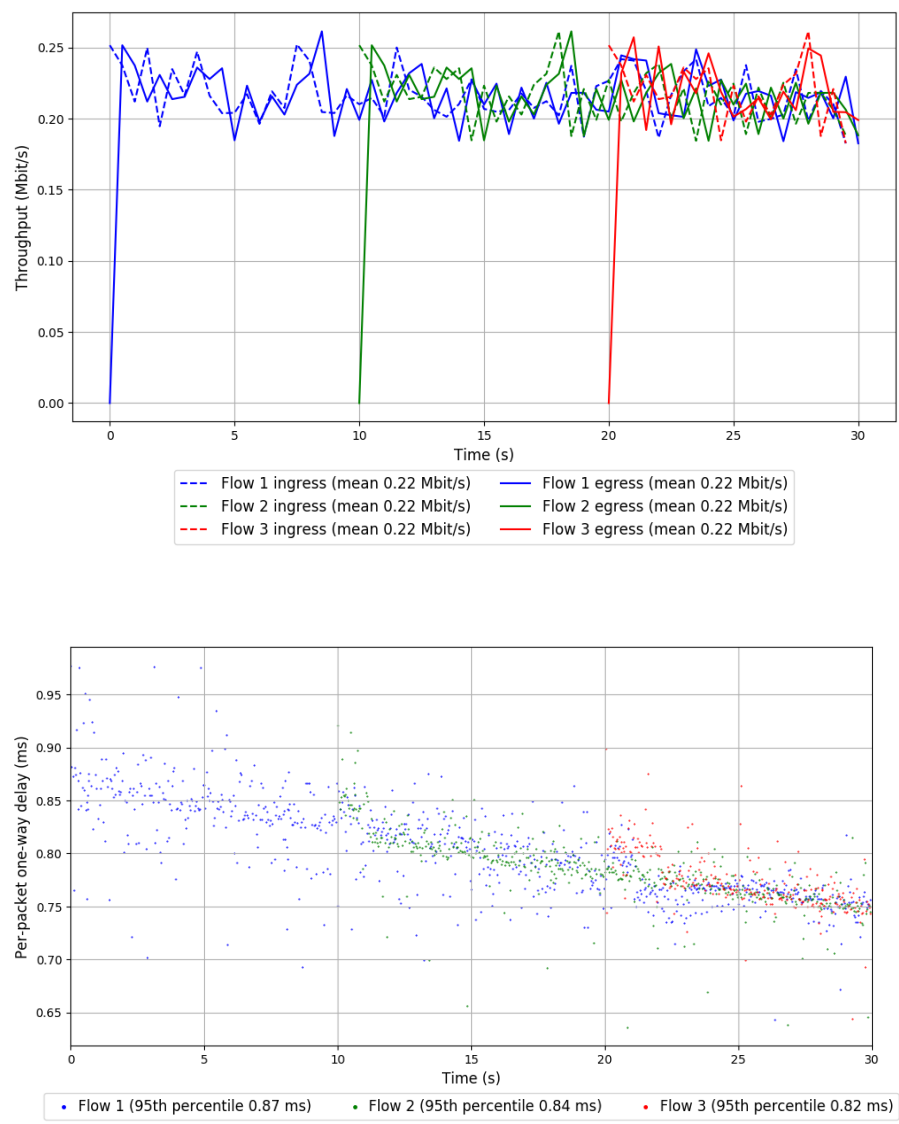 0.25
0.20
0.15
0.10
0.05
0.00
Throughput (Mbit/s)
0 5 10 15 20 25 30
Time (s)
Flow 1 ingress (mean 0.22 Mbit/s) Flow 1 egress (mean 0.22 Mbit/s)
Flow 2 ingress (mean 0.22 Mbit/s) Flow 2 egress (mean 0.22 Mbit/s)
Flow 3 ingress (mean 0.22 Mbit/s) Flow 3 egress (mean 0.22 Mbit/s)
0.95
0.90
0.85
0.80
0.75
0.70
0.65
Per-packet one-way delay (ms)
0 5 10 15 20 25 30
Time (s)
Flow 1 (95th percentile 0.87 ms) Flow 2 (95th percentile 0.84 ms) Flow 3 (95th percentile 0.82 ms)